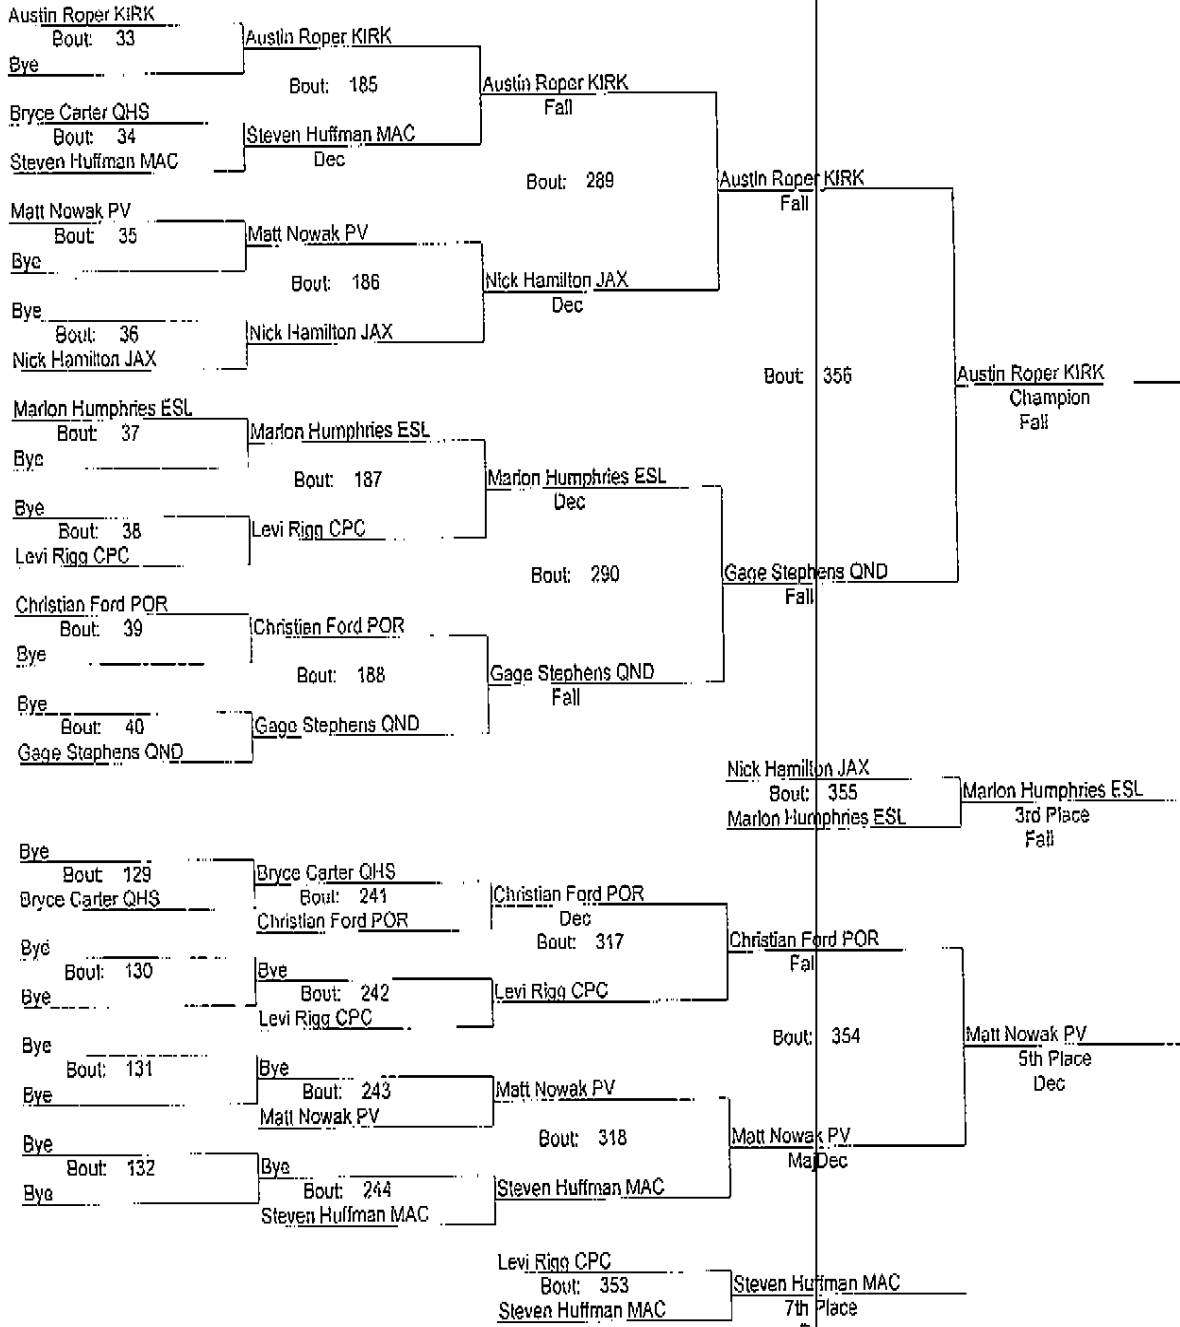 Austin Roper KIRK
Bout: 33
Bye
Austin Roper KIRK
Bout: 185
Bryce Carter QHS
Bout: 34
Steven Huffman MAC
Steven Huffman MAC
Dec
Austin Roper KIRK
Fall
Bout: 289
Matt Nowak PV
Bout: 35
Bye
Matt Nowak PV
Bout: 186
Bye
Bout: 36
Nick Hamilton JAX
Nick Hamilton JAX
Nick Hamilton JAX
Dec
Austin Roper KIRK
Fall
Bout: 356
Austin Roper KIRK
Champion
Fall
Marlon Humphries ESL
Bout: 37
Bye
Marlon Humphries ESL
Bout: 187
Bye
Bout: 38
Levi Rigg CPC
Levi Rigg CPC
Marlon Humphries ESL
Dec
Bout: 290
Christian Ford POR
Bout: 39
Bye
Christian Ford POR
Bout: 188
Bye
Bout: 40
Gage Stephens QND
Gage Stephens QND
Gage Stephens QND
Fall
Gage Stephens QND
Fall
Nick Hamilton JAX
Bout: 355
Marlon Humphries ESL
Marlon Humphries ESL
3rd Place
Fall
Bye
Bout: 129
Bryce Carter QHS
Bryce Carter QHS
Bout: 241
Christian Ford POR
Christian Ford POR
Dec
Bout: 317
Bye
Bout: 130
Bye
Bye
Bout: 242
Levi Rigg CPC
Levi Rigg CPC
Christian Ford POR
Fall
Bout: 354
Matt Nowak PV
5th Place
Dec
Bye
Bout: 131
Bye
Bye
Bout: 243
Matt Nowak PV
Matt Nowak PV
Bout: 318
Bye
Bout: 132
Bye
Bye
Bout: 244
Steven Huffman MAC
Steven Huffman MAC
Matt Nowak PV
MajDec
Levi Rigg CPC
Bout: 353
Steven Huffman MAC
Steven Huffman MAC
7th Place